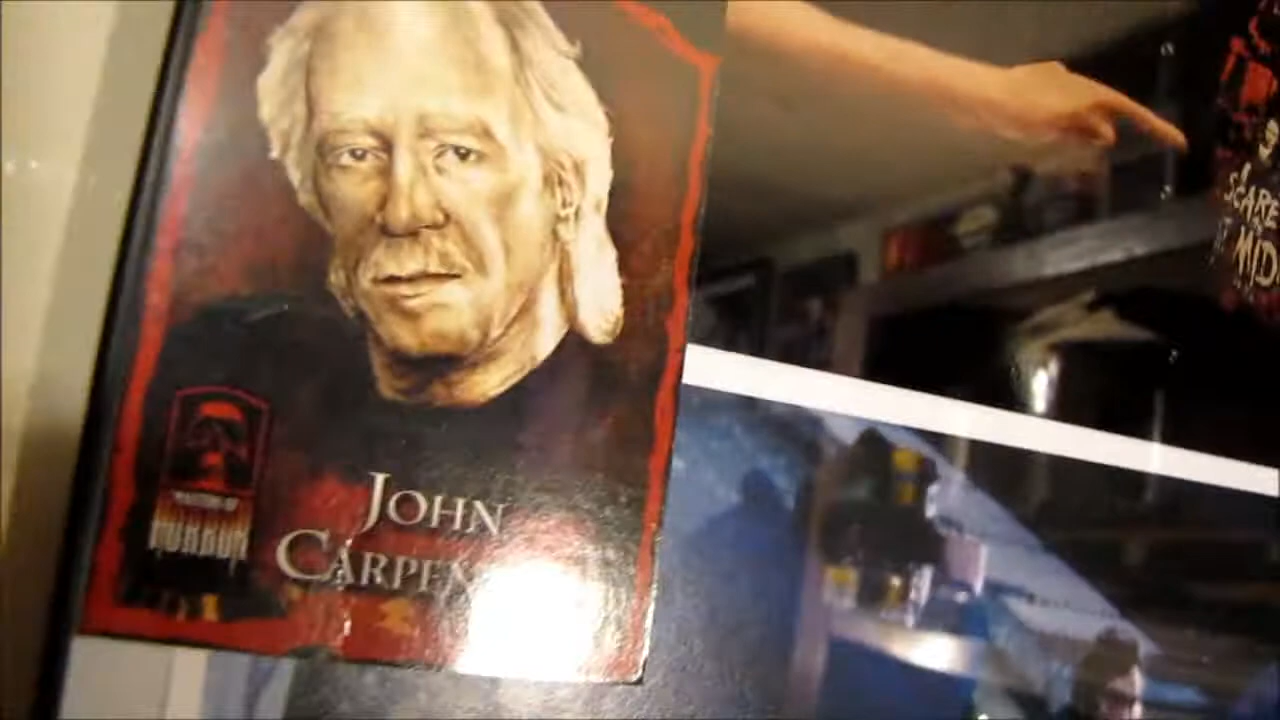 JOHN
CARPEN
MASTERS OF
HORROR
A
SCARE
MID